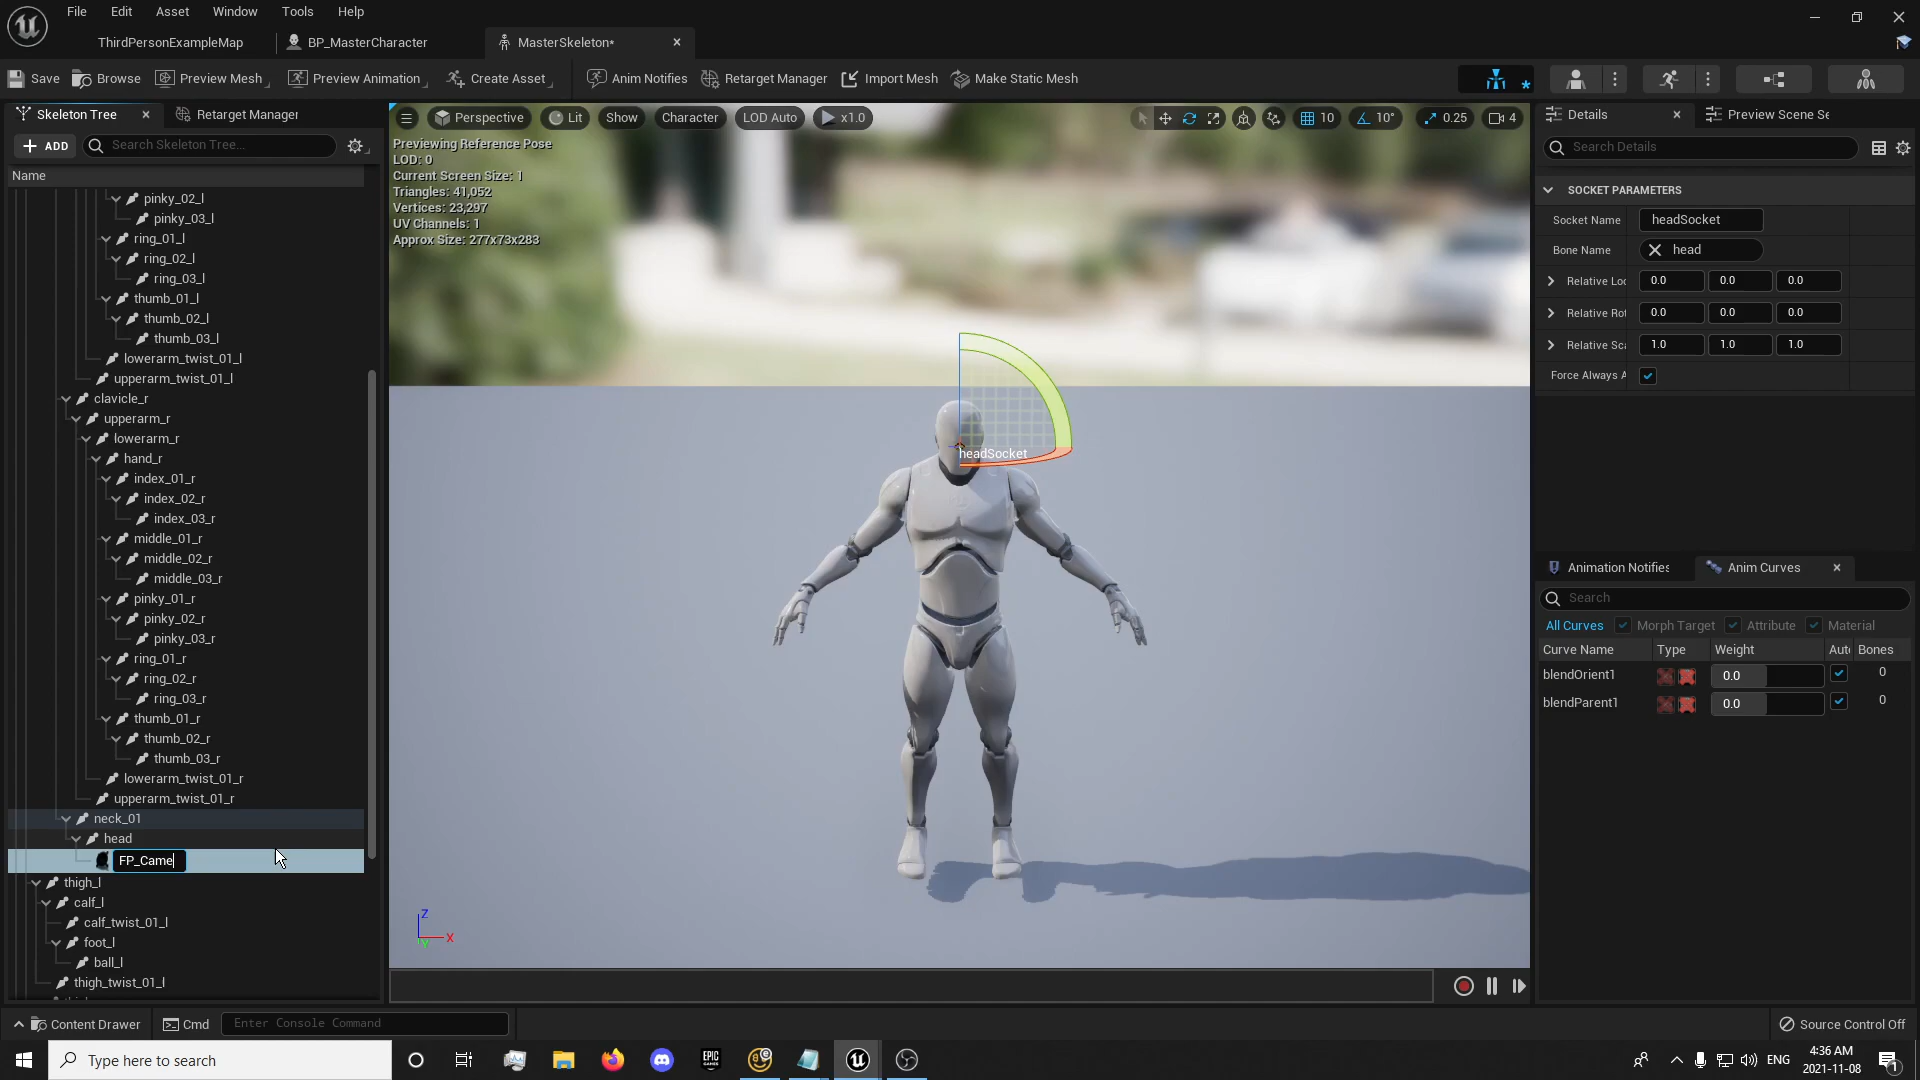 File Edit Asset Window Tools Help
ThirdPersonExampleMap BP_MasterCharacter MasterSkeleton*
Save Browse Preview Mesh Preview Animation Create Asset Anim Notifies Retarget Manager Import Mesh Make Static Mesh
Skeleton Tree Retarget Manager
ADD Search Skeleton Tree...
Name
pinky_02_l
pinky_03_l
ring_01_l
ring_02_l
ring_03_l
thumb_01_l
thumb_02_l
thumb_03_l
lowerarm_twist_01_l
upperarm_twist_01_l
clavicle_r
upperarm_r
lowerarm_r
hand_r
index_01_r
index_02_r
index_03_r
middle_01_r
middle_02_r
middle_03_r
pinky_01_r
pinky_02_r
pinky_03_r
ring_01_r
ring_02_r
ring_03_r
thumb_01_r
thumb_02_r
thumb_03_r
lowerarm_twist_01_r
upperarm_twist_01_r
neck_01
head
FP_Came
thigh_l
calf_l
calf_twist_01_l
foot_l
ball_l
thigh_twist_01_l
Perspective Lit Show Character LOD Auto x1.0 10 10° 0.25 4
Previewing Reference Pose
LOD: 0
Current Screen Size: 1
Triangles: 41,052
Vertices: 23,297
UV Channels: 1
Approx Size: 277x73x283
headSocket
Z
X
Y
Details Preview Scene Se
Search Details
SOCKET PARAMETERS
Socket Name headSocket
Bone Name head
Relative Loc 0.0 0.0 0.0
Relative Rot 0.0 0.0 0.0
Relative Sca 1.0 1.0 1.0
Force Always A
Animation Notifies Anim Curves
Search
All Curves Morph Target Attribute Material
Curve Name Type Weight Aut Bones
blendOrient1 0.0 0
blendParent1 0.0 0
Content Drawer Cmd Enter Console Command Source Control Off
Type here to search EPIC GAMES ENG 4:36 AM
2021-11-08 1